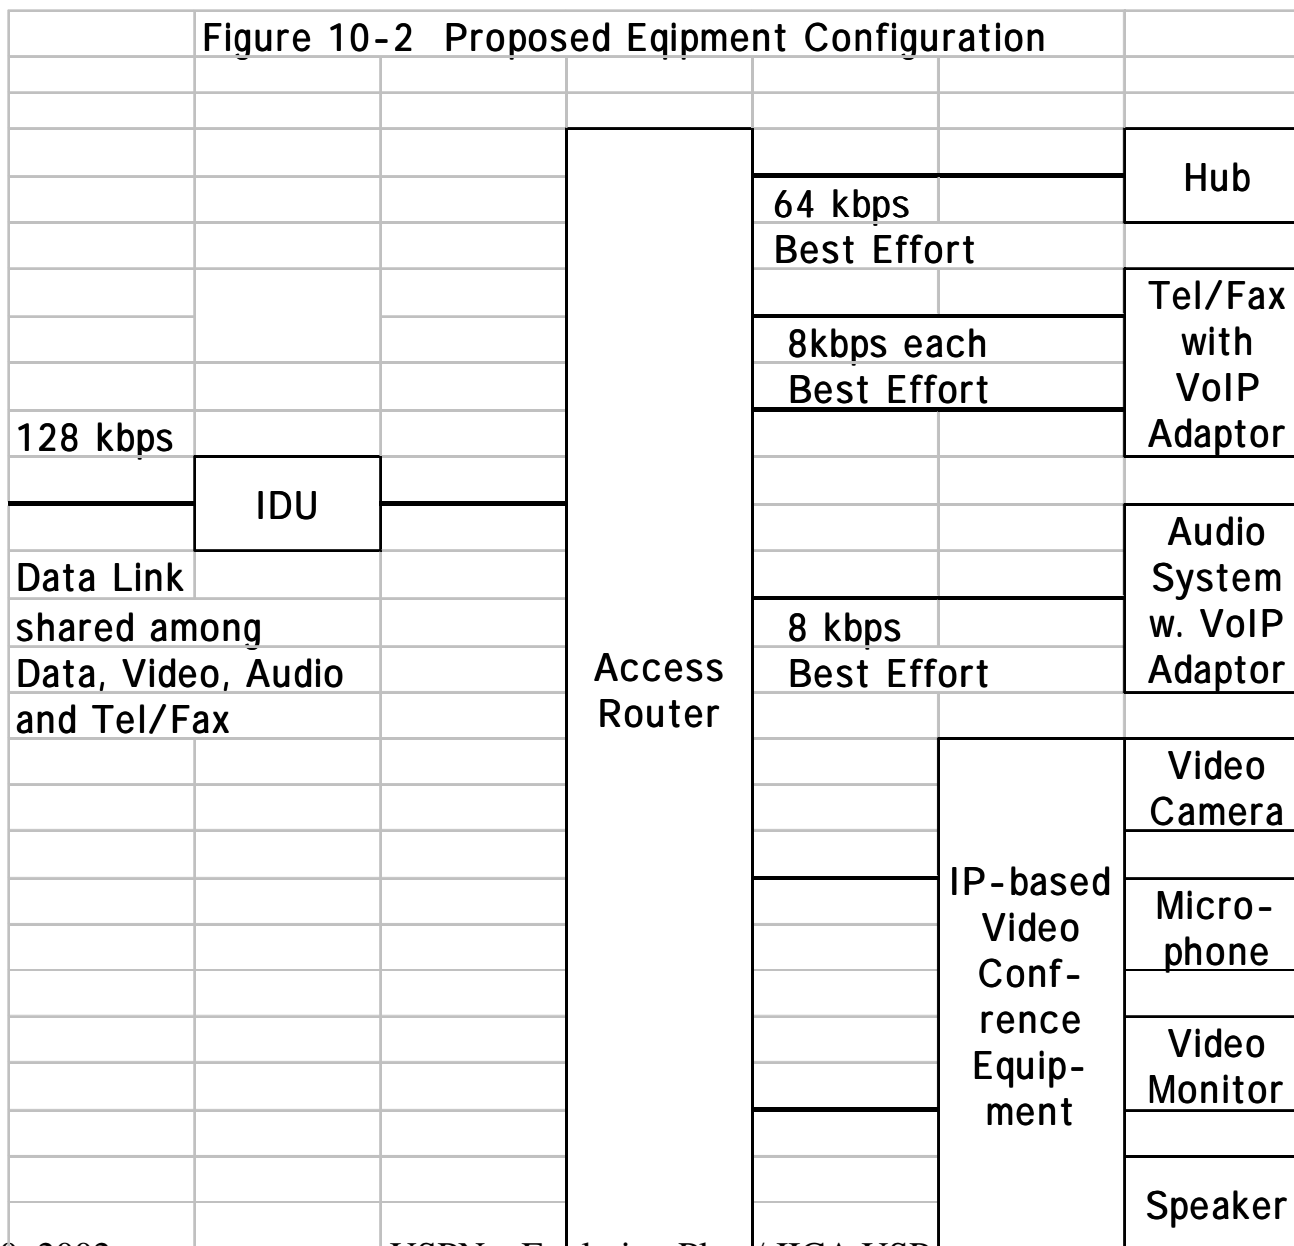 Figure 10-2 Proposed Eqipment Configuration
Hub
64 kbps
Best Effort
Tel/Fax
with
VoIP
Adaptor
8kbps each
Best Effort
128 kbps
IDU
Data Link
shared among
Data, Video, Audio
and Tel/Fax
Access
Router
Audio
System
w. VoIP
Adaptor
8 kbps
Best Effort
IP-based
Video
Conf-
rence
Equip-
ment
Video
Camera
Micro-
phone
Video
Monitor
Speaker